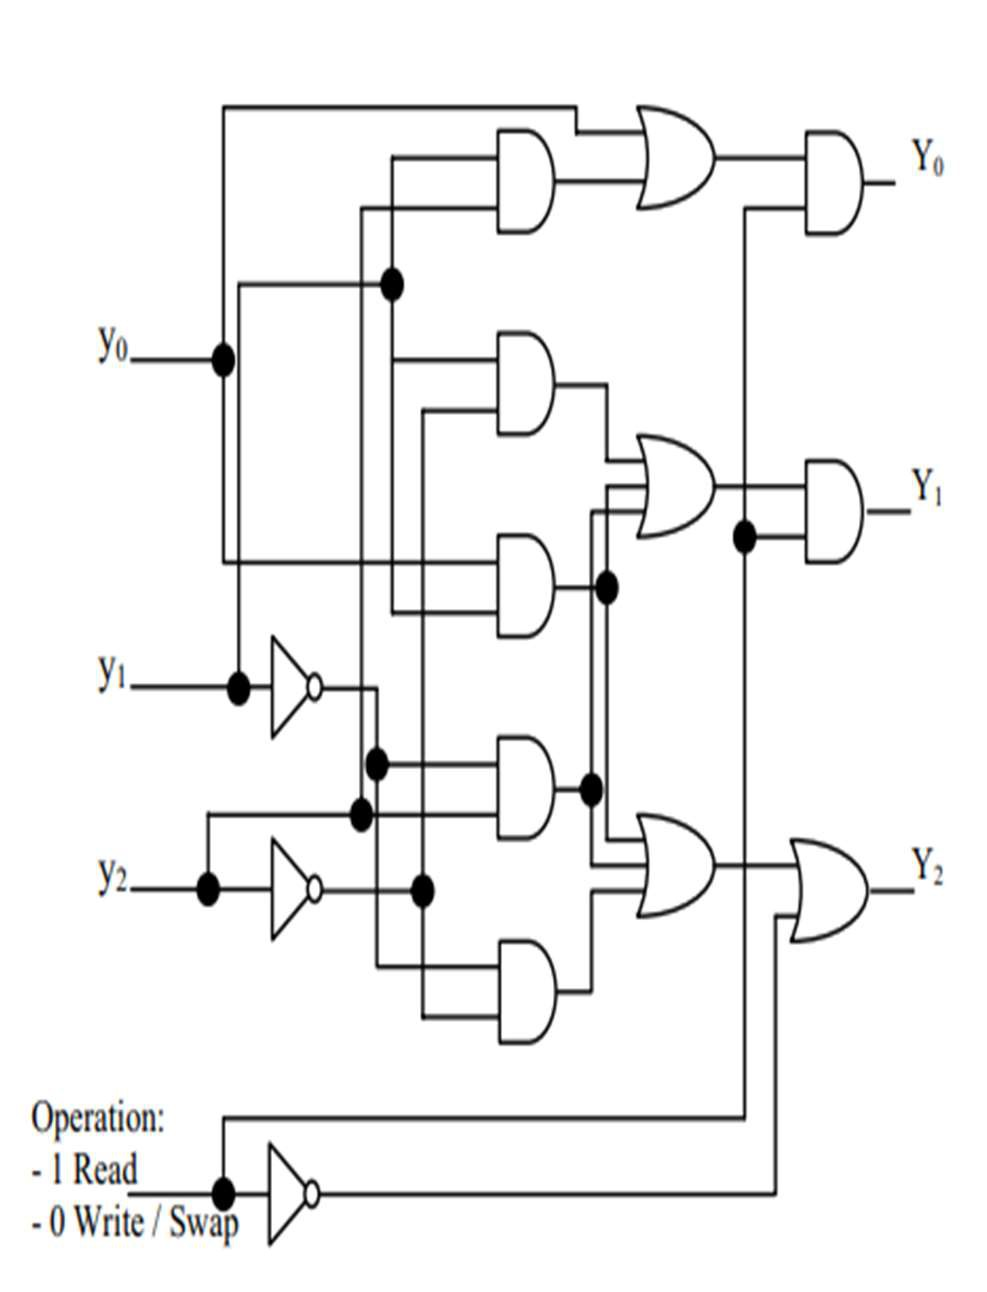 Y0
y0
Y1
y1
y2
Y2
Operation:
- 1 Read
- 0 Write / Swap